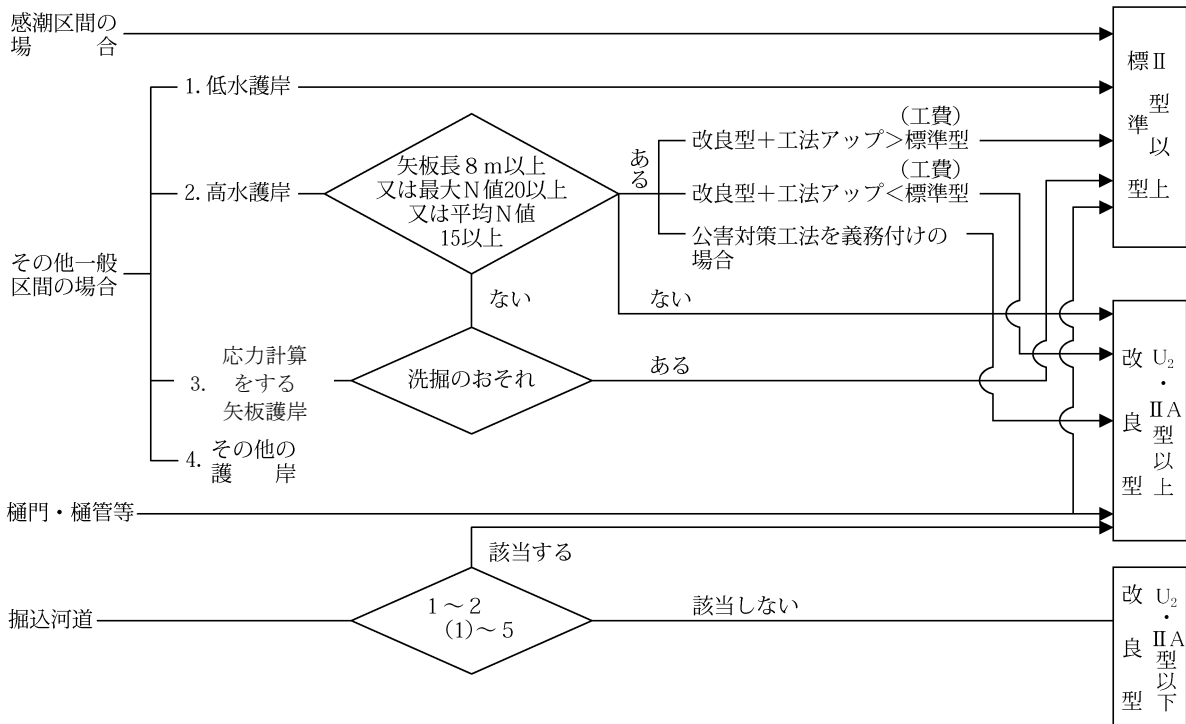 感潮区間の
場　　　合
1. 低水護岸
2. 高水護岸
その他一般
区間の場合
3.
応力計算
をする
矢板護岸
4.
その他の
護　　岸
矢板長８ｍ以上
又は最大Ｎ値20以上
又は平均Ｎ値
15以上
ある
（工費）
改良型＋工法アップ＞標準型
（工費）
改良型＋工法アップ＜標準型
公害対策工法を義務付けの
場合
ない
ない
洗掘のおそれ
ある
樋門・樋管等
該当する
掘込河道
１～２
(1)～５
該当しない
標準型
Ⅱ型以上
改良型
U₂・ⅡA型以上
改良型
U₂・ⅡA型以下